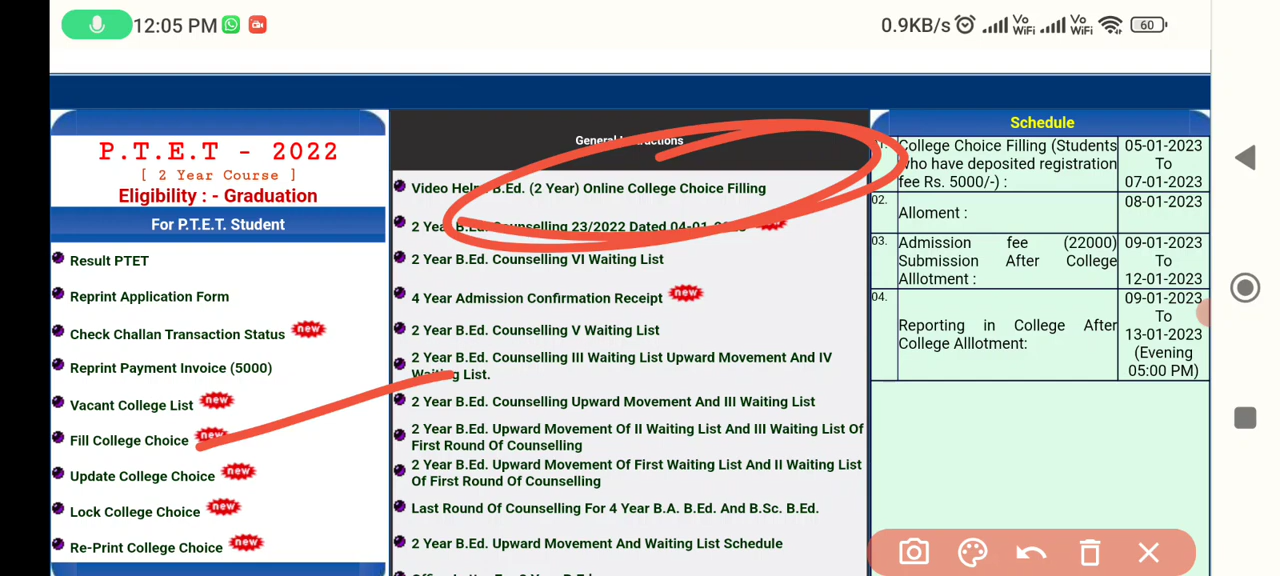 12:05 PM
0.9KB/s
Vo
WiFi
Vo
WiFi
60
P.T.E.T - 2022
[ 2 Year Course ]
Eligibility : - Graduation
For P.T.E.T. Student
Result PTET
Reprint Application Form
Check Challan Transaction Status new
Reprint Payment Invoice (5000)
Vacant College List new
Fill College Choice new
Update College Choice new
Lock College Choice new
Re-Print College Choice new
General Instructions
Video Help B.Ed. (2 Year) Online College Choice Filling
2 Year B.Ed. Counselling 23/2022 Dated 04-01-2023 new
2 Year B.Ed. Counselling VI Waiting List
4 Year Admission Confirmation Receipt new
2 Year B.Ed. Counselling V Waiting List
2 Year B.Ed. Counselling III Waiting List Upward Movement And IV
Waiting List.
2 Year B.Ed. Counselling Upward Movement And III Waiting List
2 Year B.Ed. Upward Movement Of II Waiting List And III Waiting List Of
First Round Of Counselling
2 Year B.Ed. Upward Movement Of First Waiting List And II Waiting List
Of First Round Of Counselling
Last Round Of Counselling For 4 Year B.A. B.Ed. And B.Sc. B.Ed.
2 Year B.Ed. Upward Movement And Waiting List Schedule
Schedule
College Choice Filling (Students
who have deposited registration
fee Rs. 5000/-) :
05-01-2023
To
07-01-2023
02.
Alloment :
08-01-2023
03.
Admission fee (22000)
Submission After College
Alllotment :
09-01-2023
To
12-01-2023
04.
Reporting in College After
College Alllotment:
09-01-2023
To
13-01-2023
(Evening
05:00 PM)